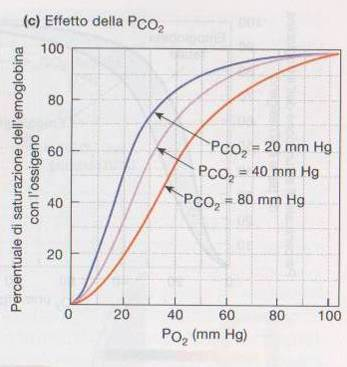 (c) Effetto della PCO2
Percentuale di saturazione dell'emoglobina
con l'ossigeno
100
80
60
40
20
PCO2 = 20 mm Hg
PCO2 = 40 mm Hg
PCO2 = 80 mm Hg
0 20 40 60 80 100
PO2 (mm Hg)